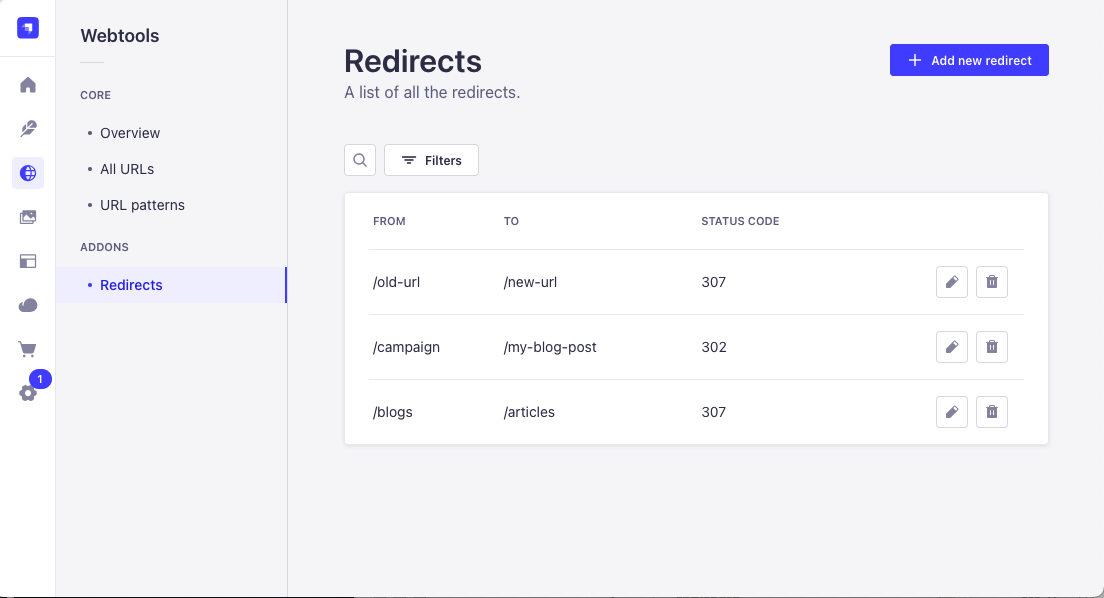 Webtools
CORE
Overview
All URLs
URL patterns
ADDONS
Redirects
1
Redirects
A list of all the redirects.
Add new redirect
Filters
FROM TO STATUS CODE
/old-url /new-url 307
/campaign /my-blog-post 302
/blogs /articles 307